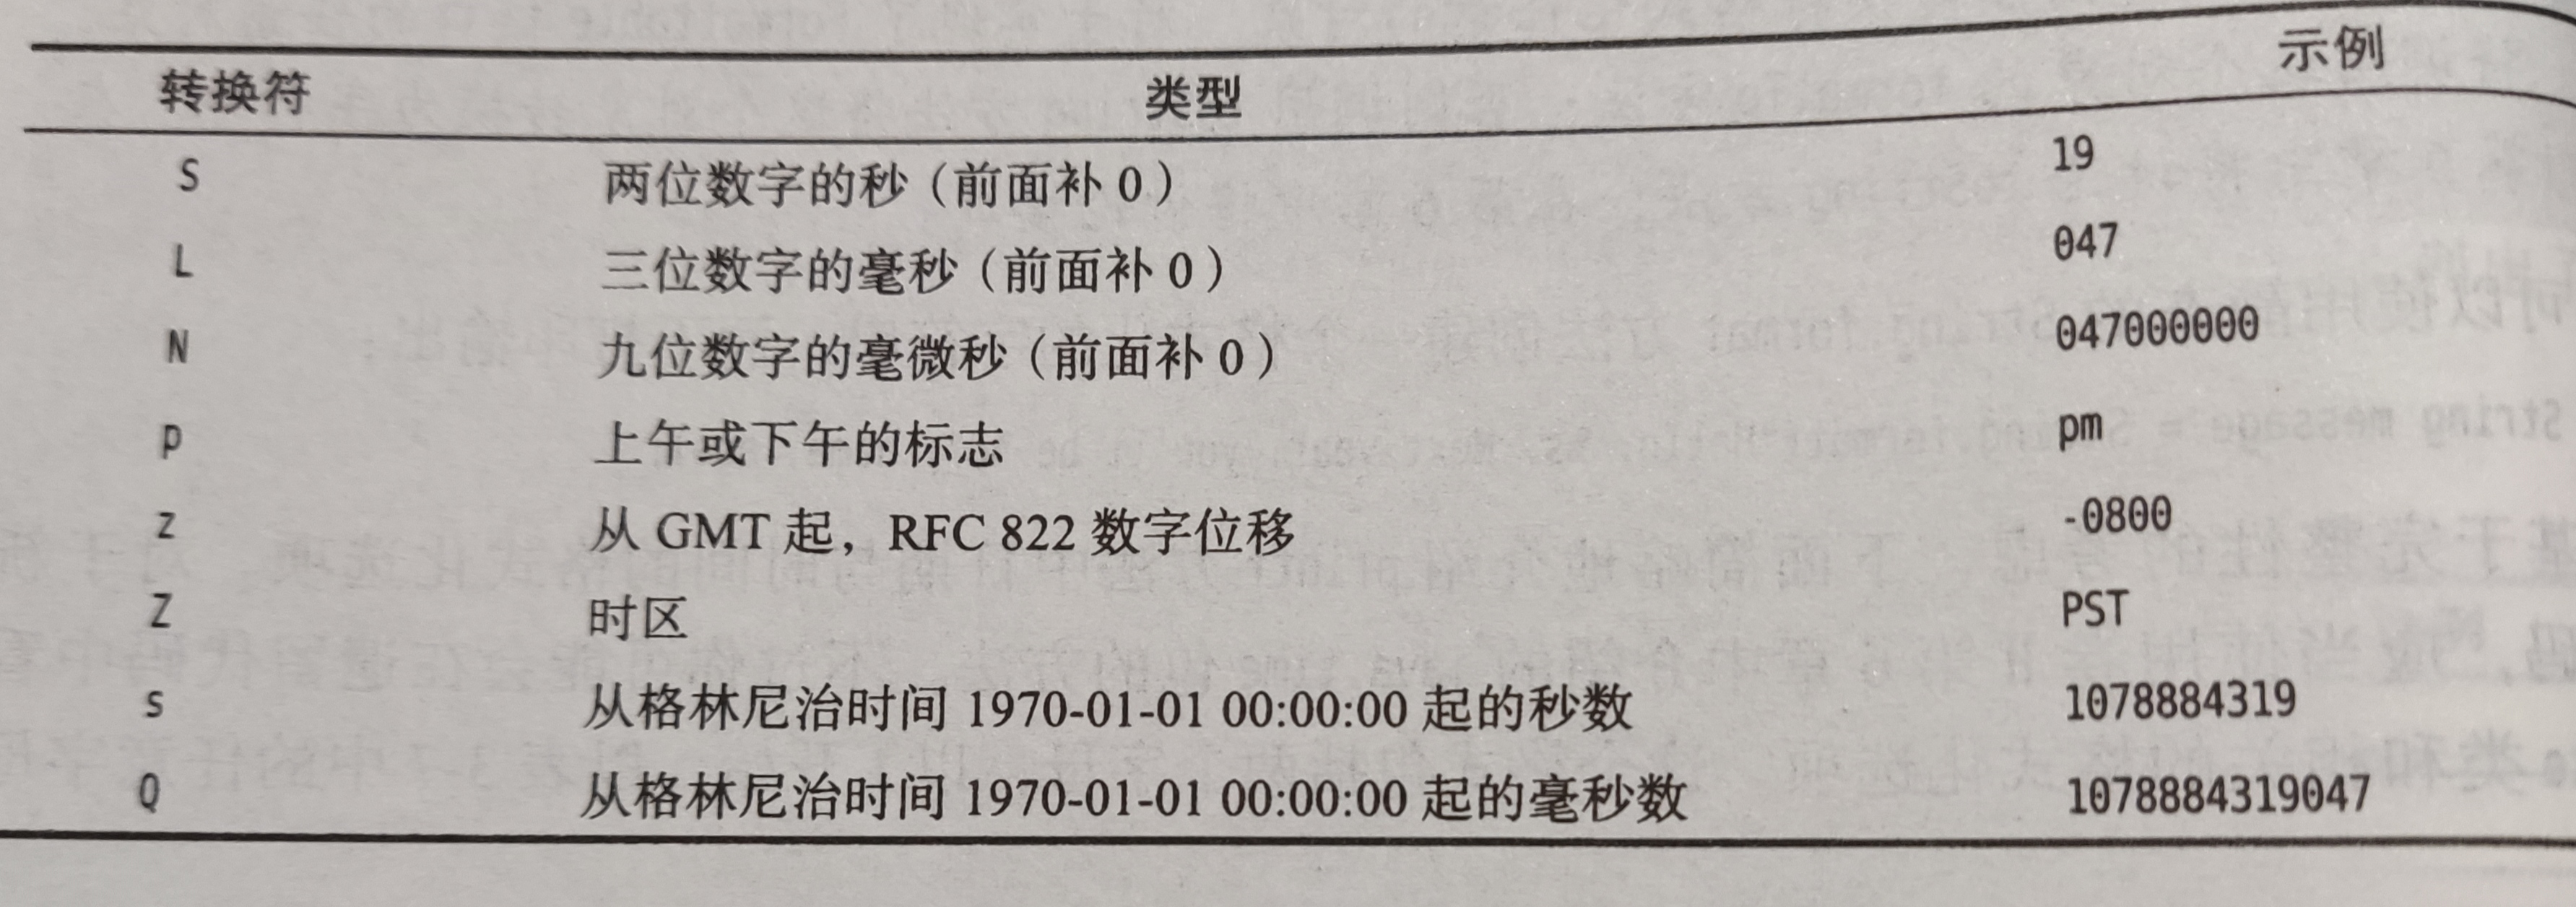 转换符 类型 示例
S 两位数字的秒（前面补 0） 19
L 三位数字的毫秒（前面补 0） 047
N 九位数字的毫微秒（前面补 0） 047000000
p 上午或下午的标志 pm
z 从 GMT 起，RFC 822 数字位移 -0800
Z 时区 PST
s 从格林尼治时间 1970-01-01 00:00:00 起的秒数 1078884319
Q 从格林尼治时间 1970-01-01 00:00:00 起的毫秒数 1078884319047